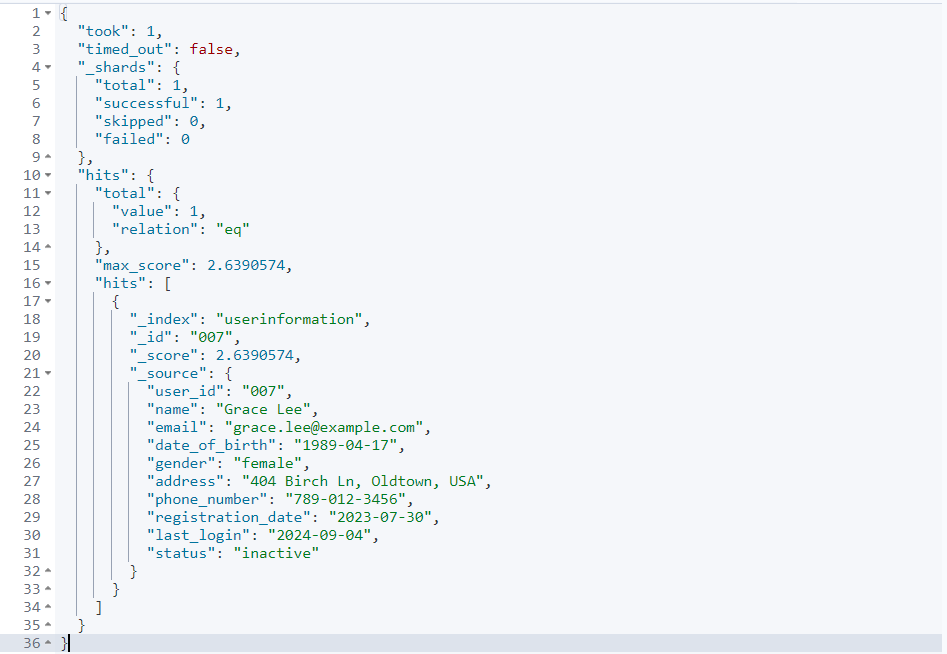 1 {
2 "took": 1,
3 "timed_out": false,
4 "_shards": {
5 "total": 1,
6 "successful": 1,
7 "skipped": 0,
8 "failed": 0
9 },
10 "hits": {
11 "total": {
12 "value": 1,
13 "relation": "eq"
14 },
15 "max_score": 2.6390574,
16 "hits": [
17 {
18 "_index": "userinformation",
19 "_id": "007",
20 "_score": 2.6390574,
21 "_source": {
22 "user_id": "007",
23 "name": "Grace Lee",
24 "email": "grace.lee@example.com",
25 "date_of_birth": "1989-04-17",
26 "gender": "female",
27 "address": "404 Birch Ln, Oldtown, USA",
28 "phone_number": "789-012-3456",
29 "registration_date": "2023-07-30",
30 "last_login": "2024-09-04",
31 "status": "inactive"
32 }
33 }
34 ]
35 }
36 }